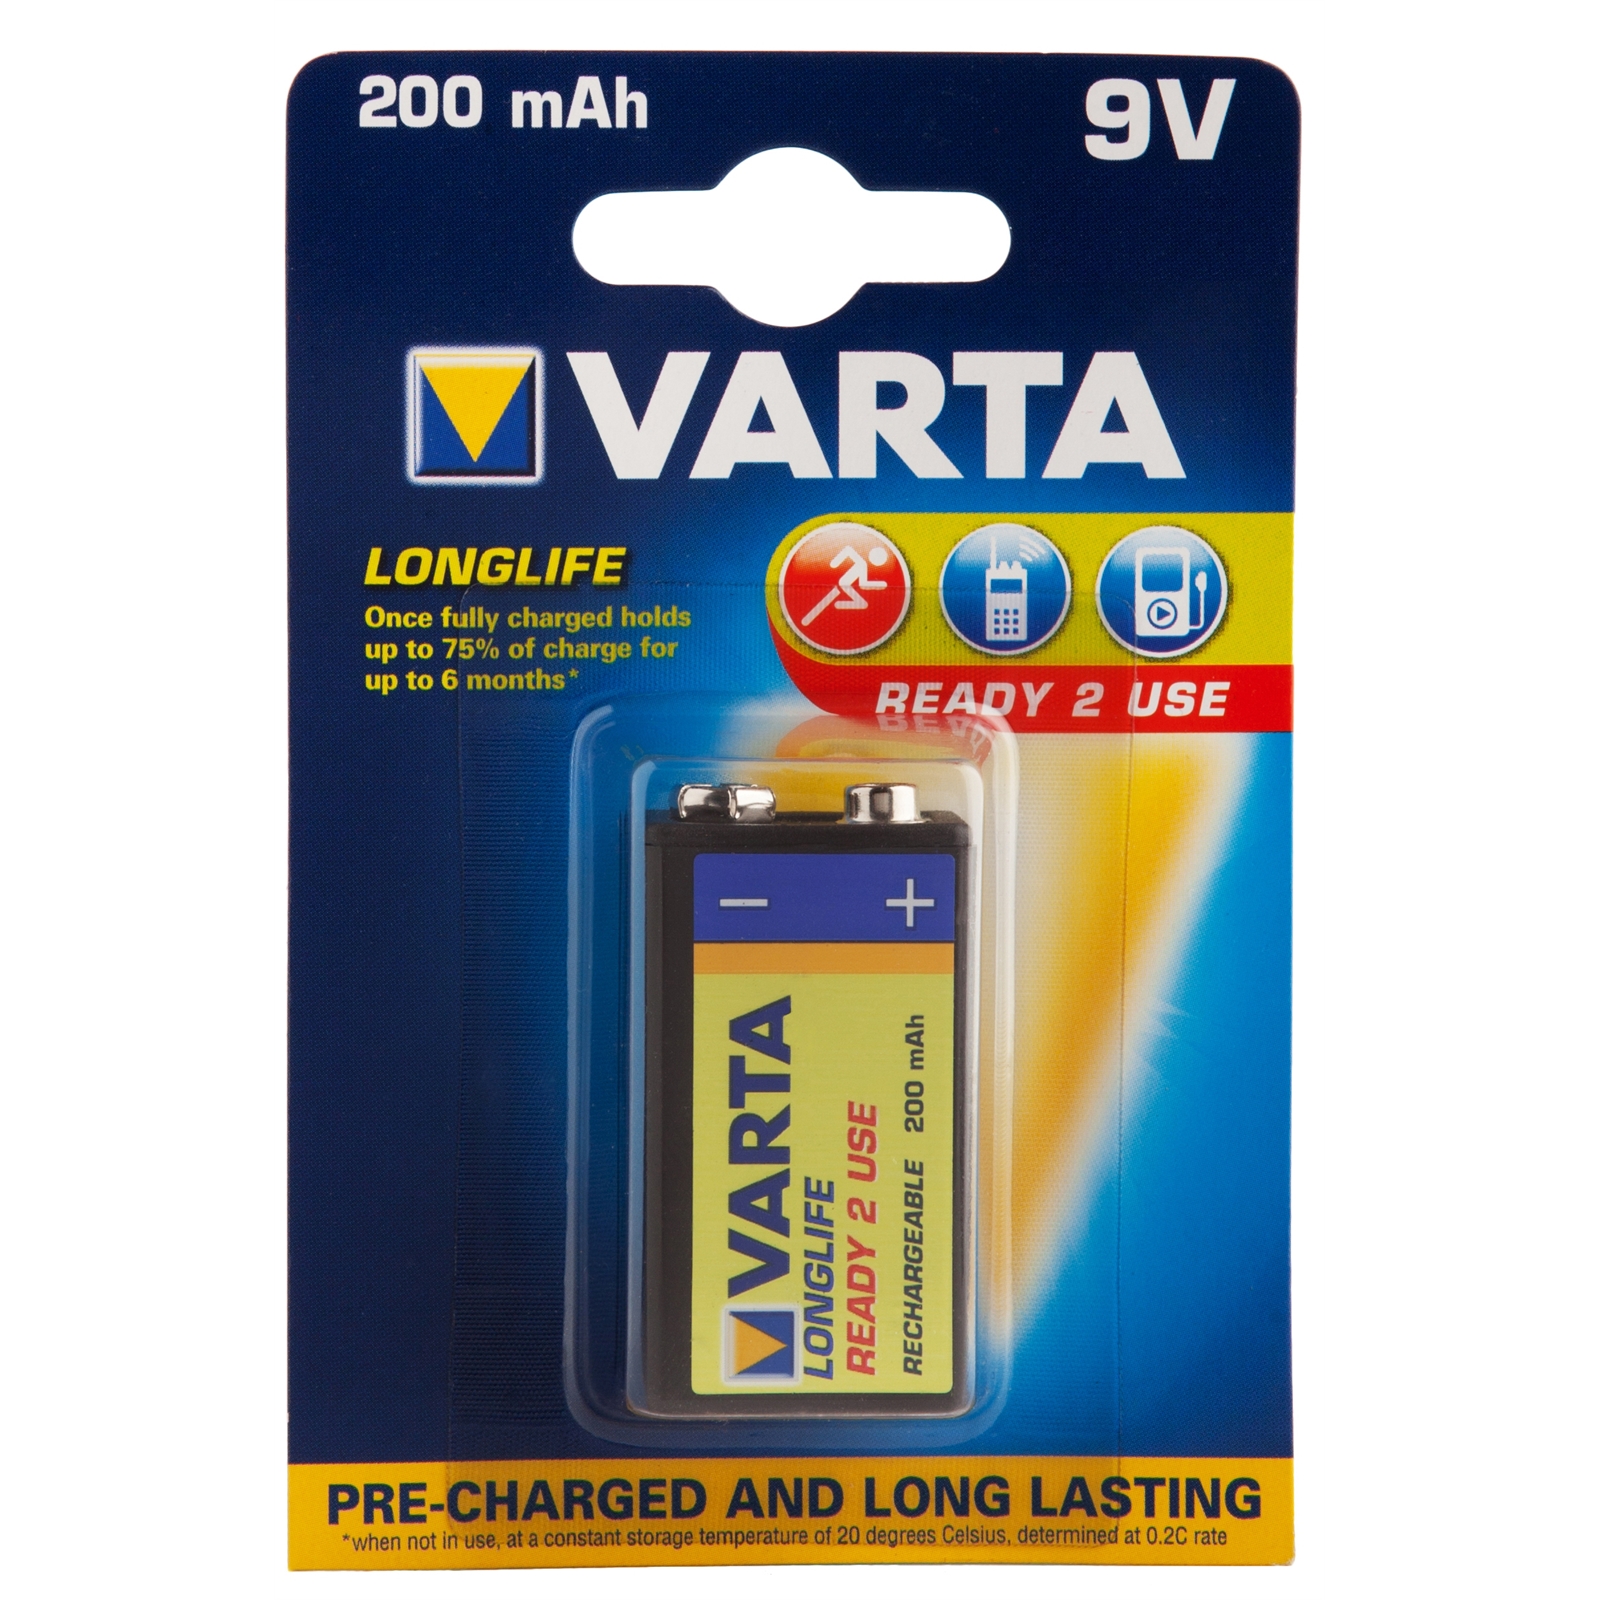 200 mAh
9V
VARTA
LONGLIFE
Once fully charged holds
up to 75% of charge for
up to 6 months*
READY 2 USE
− +
VARTA
LONGLIFE
READY 2 USE
RECHARGEABLE 200 mAh
PRE-CHARGED AND LONG LASTING
*when not in use, at a constant storage temperature of 20 degrees Celsius, determined at 0.2C rate